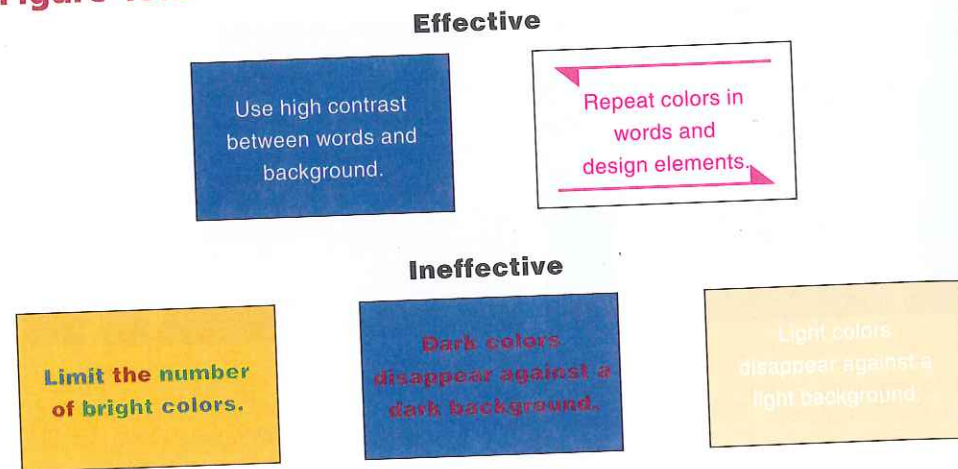 Figure
Effective
Use high contrast
between words and
background.
Repeat colors in
words and
design elements.
Ineffective
Limit the number
of bright colors.
Dark colors
disappear against a
dark background.
Light colors
disappear against a
light background.